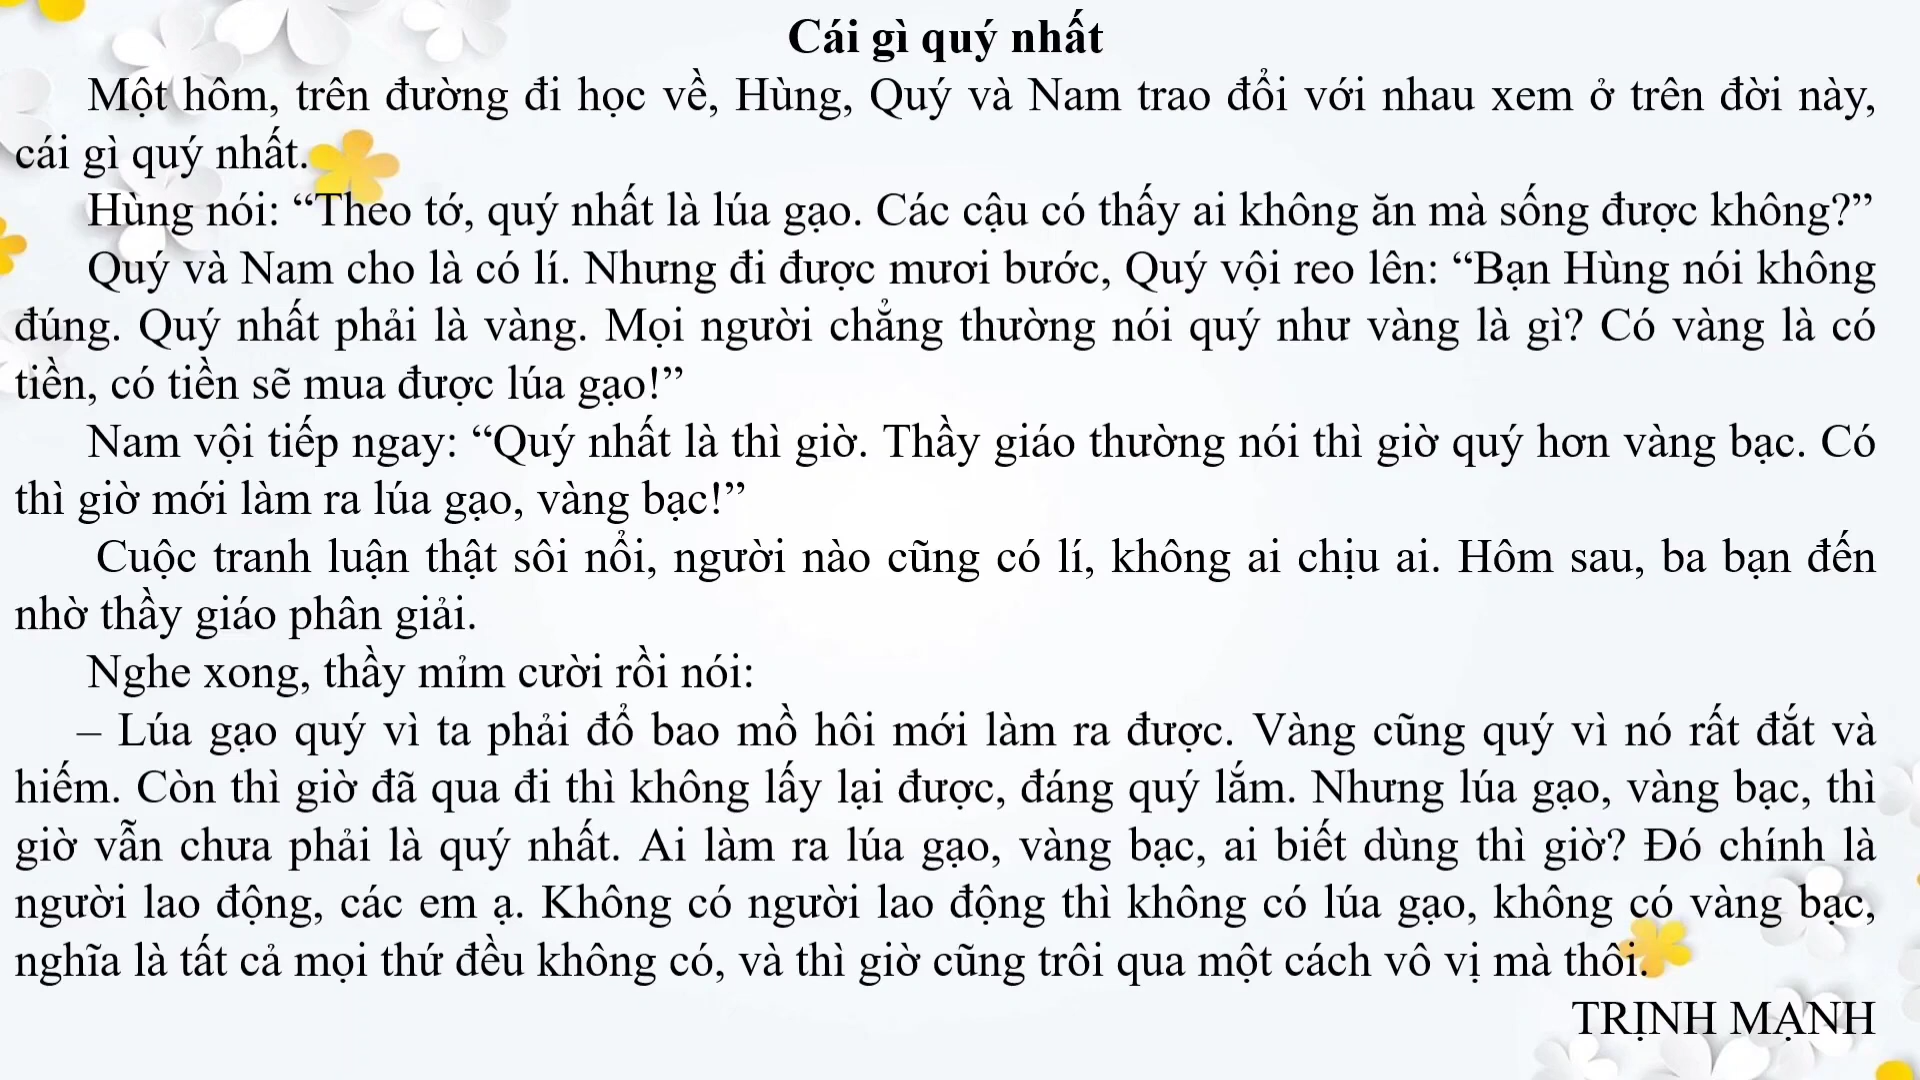 Cái gì quý nhất
Một hôm, trên đường đi học về, Hùng, Quý và Nam trao đổi với nhau xem ở trên đời này,
cái gì quý nhất.
Hùng nói: “Theo tớ, quý nhất là lúa gạo. Các cậu có thấy ai không ăn mà sống được không?”
Quý và Nam cho là có lí. Nhưng đi được mươi bước, Quý vội reo lên: “Bạn Hùng nói không
đúng. Quý nhất phải là vàng. Mọi người chẳng thường nói quý như vàng là gì? Có vàng là có
tiền, có tiền sẽ mua được lúa gạo!”
Nam vội tiếp ngay: “Quý nhất là thì giờ. Thầy giáo thường nói thì giờ quý hơn vàng bạc. Có
thì giờ mới làm ra lúa gạo, vàng bạc!”
Cuộc tranh luận thật sôi nổi, người nào cũng có lí, không ai chịu ai. Hôm sau, ba bạn đến
nhờ thầy giáo phân giải.
Nghe xong, thầy mỉm cười rồi nói:
– Lúa gạo quý vì ta phải đổ bao mồ hôi mới làm ra được. Vàng cũng quý vì nó rất đắt và
hiếm. Còn thì giờ đã qua đi thì không lấy lại được, đáng quý lắm. Nhưng lúa gạo, vàng bạc, thì
giờ vẫn chưa phải là quý nhất. Ai làm ra lúa gạo, vàng bạc, ai biết dùng thì giờ? Đó chính là
người lao động, các em ạ. Không có người lao động thì không có lúa gạo, không có vàng bạc,
nghĩa là tất cả mọi thứ đều không có, và thì giờ cũng trôi qua một cách vô vị mà thôi.
TRỊNH MẠNH